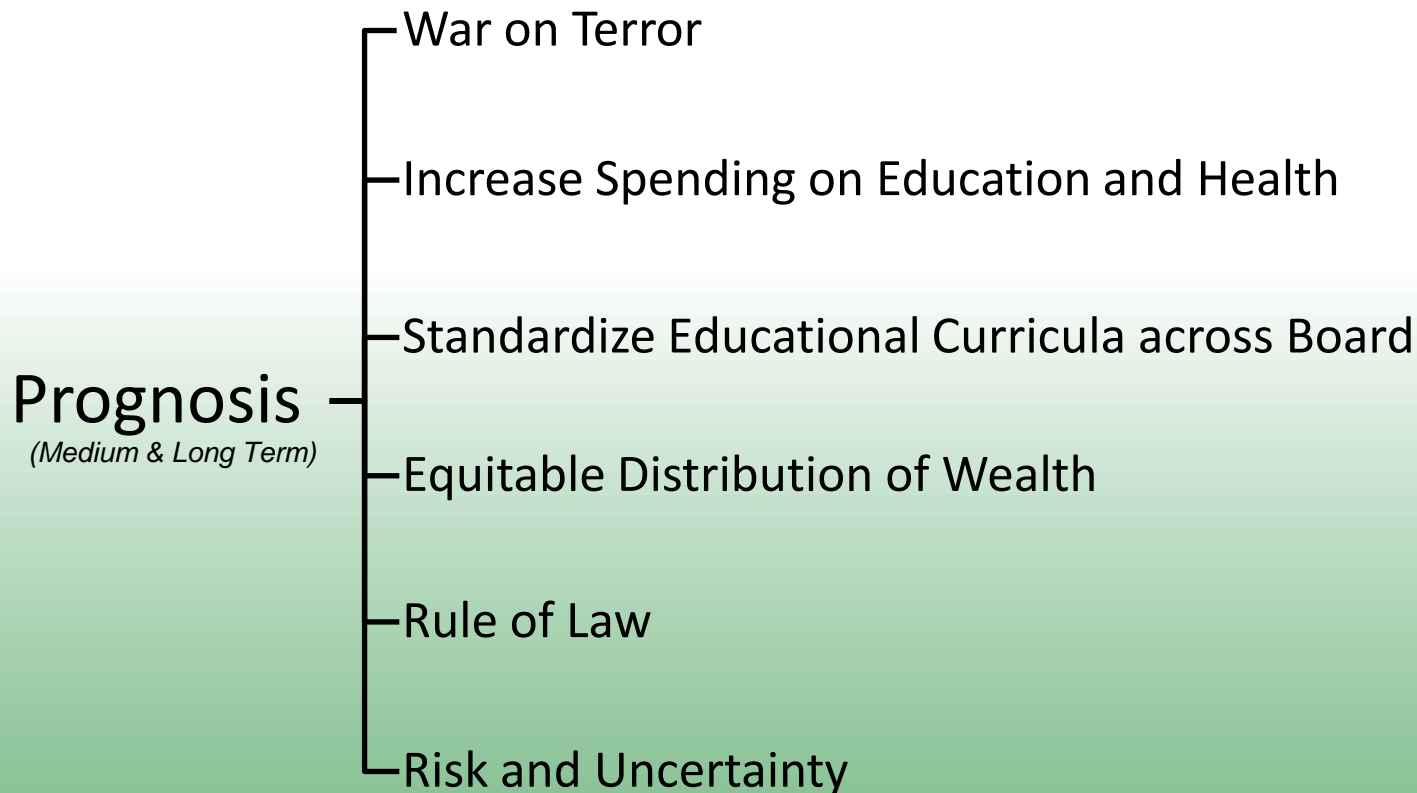 War on Terror
Increase Spending on Education and Health
Standardize Educational Curricula across Board
Prognosis
(Medium & Long Term)
Equitable Distribution of Wealth
Rule of Law
Risk and Uncertainty